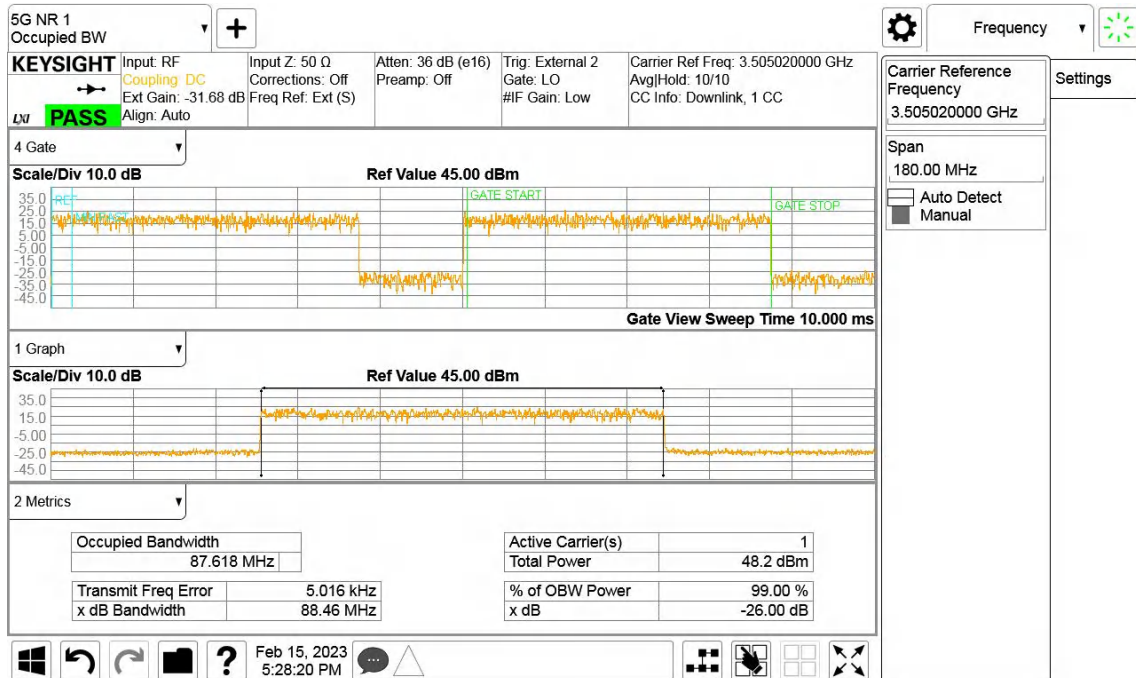 5G NR 1
Occupied BW
Frequency
KEYSIGHT
Input: RF
Coupling: DC
Ext Gain: -31.68 dB
Align: Auto
LXI
PASS
Input Z: 50 Ω
Corrections: Off
Freq Ref: Ext (S)
Atten: 36 dB (e16)
Preamp: Off
Trig: External 2
Gate: LO
#IF Gain: Low
Carrier Ref Freq: 3.505020000 GHz
Avg|Hold: 10/10
CC Info: Downlink, 1 CC
Carrier Reference
Frequency
3.505020000 GHz
Settings
Span
180.00 MHz
Auto Detect
Manual
4 Gate
Scale/Div 10.0 dB
Ref Value 45.00 dBm
GATE START
GATE STOP
35.0
25.0
15.0
5.00
-5.00
-15.0
-25.0
-35.0
-45.0
Gate View Sweep Time 10.000 ms
1 Graph
Scale/Div 10.0 dB
Ref Value 45.00 dBm
35.0
15.0
-5.00
-25.0
-45.0
2 Metrics
Occupied Bandwidth
87.618 MHz
Transmit Freq Error 5.016 kHz
x dB Bandwidth 88.46 MHz
Active Carrier(s) 1
Total Power 48.2 dBm
% of OBW Power 99.00 %
x dB -26.00 dB
Feb 15, 2023
5:28:20 PM